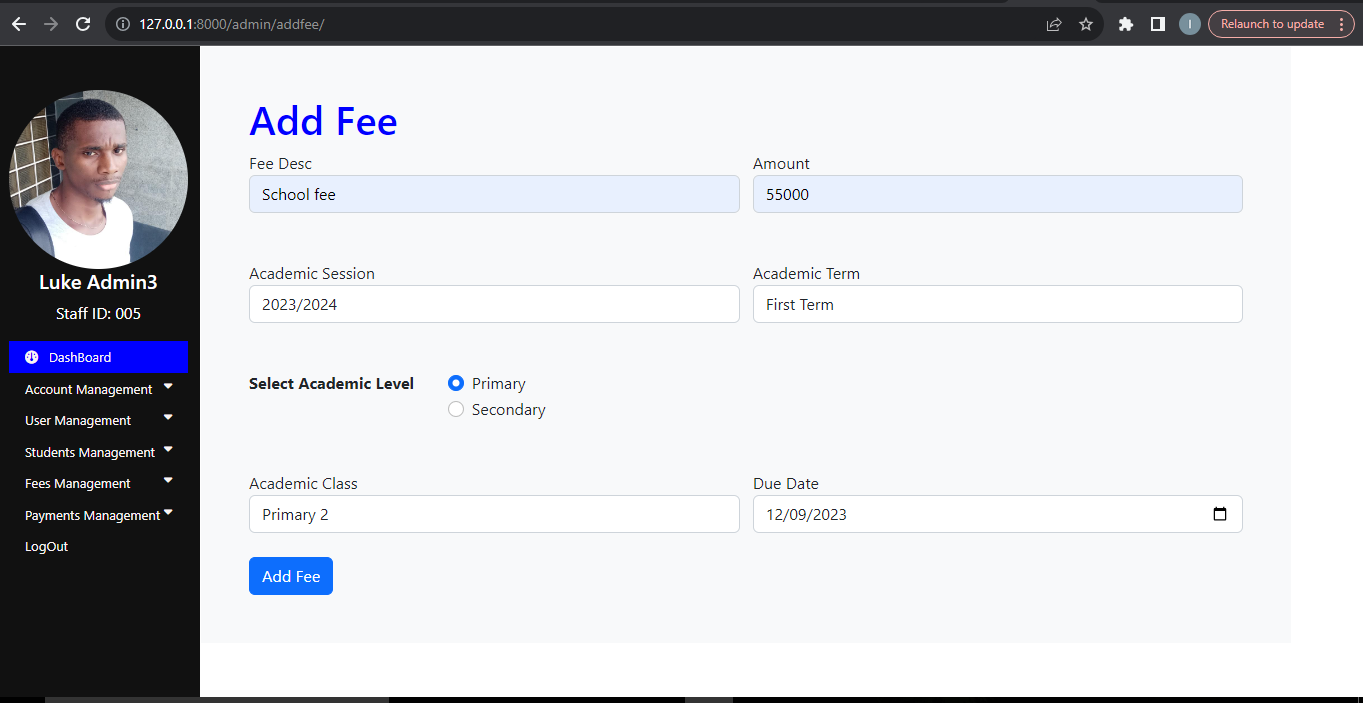 127.0.0.1:8000/admin/addfee/
I
Relaunch to update
Luke Admin3
Staff ID: 005
DashBoard
Account Management
User Management
Students Management
Fees Management
Payments Management
LogOut
Add Fee
Fee Desc
Amount
School fee
55000
Academic Session
Academic Term
2023/2024
First Term
Select Academic Level
Primary
Secondary
Academic Class
Due Date
Primary 2
12/09/2023
Add Fee